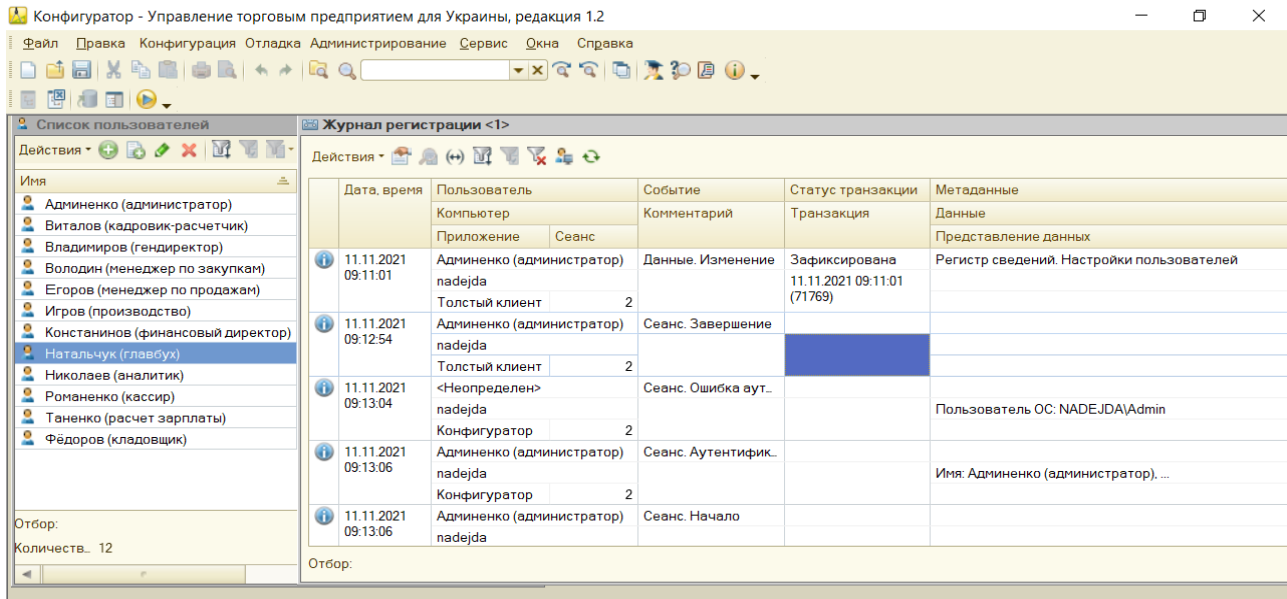 Конфигуратор - Управление торговым предприятием для Украины, редакция 1.2
Файл Правка Конфигурация Отладка Администрирование Сервис Окна Справка
Список пользователей
Действия
Имя
Админенко (администратор)
Виталов (кадровик-расчетчик)
Владимиров (гендиректор)
Володин (менеджер по закупкам)
Егоров (менеджер по продажам)
Игров (производство)
Констанинов (финансовый директор)
Натальчук (главбух)
Николаев (аналитик)
Романенко (кассир)
Таненко (расчет зарплаты)
Фёдоров (кладовщик)
Отбор:
Количеств... 12
Журнал регистрации <1>
Действия
Дата, время Пользователь Событие Статус транзакции Метаданные
Компьютер Комментарий Транзакция Данные
Приложение Сеанс Представление данных
11.11.2021 Админенко (администратор) Данные. Изменение Зафиксирована Регистр сведений. Настройки пользователей
09:11:01 nadejda 11.11.2021 09:11:01
Толстый клиент 2 (71769)
11.11.2021 Админенко (администратор) Сеанс. Завершение
09:12:54 nadejda
Толстый клиент 2
11.11.2021 <Неопределен> Сеанс. Ошибка аут...
09:13:04 nadejda Пользователь ОС: NADEJDA\Admin
Конфигуратор 2
11.11.2021 Админенко (администратор) Сеанс. Аутентифик...
09:13:06 nadejda Имя: Админенко (администратор), ...
Конфигуратор 2
11.11.2021 Админенко (администратор) Сеанс. Начало
09:13:06 nadejda
Отбор: